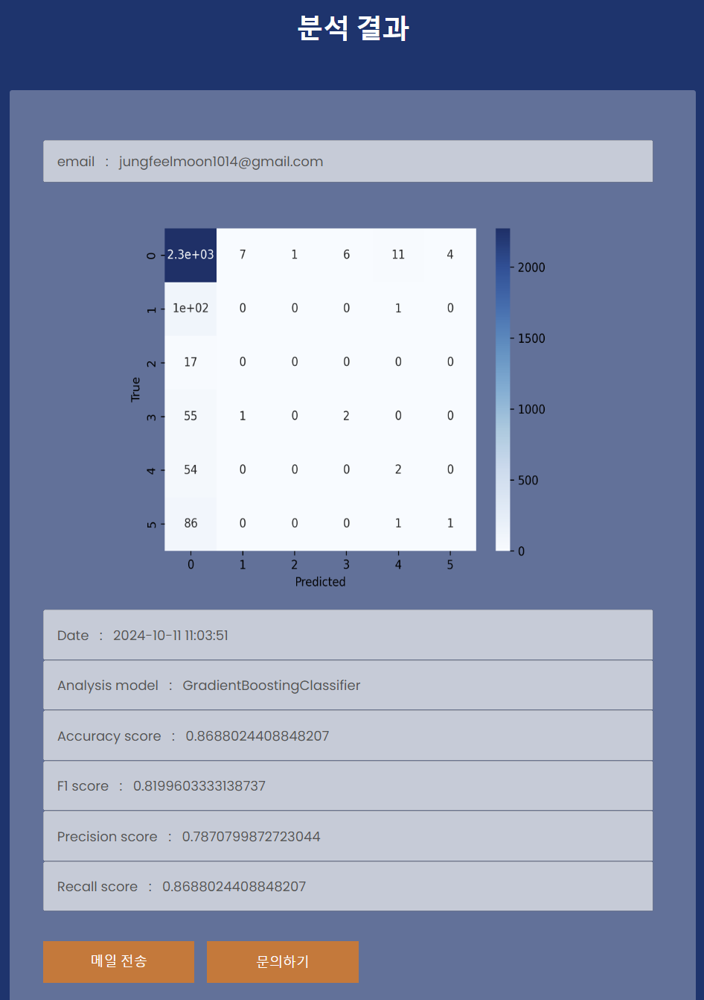 분석 결과
email : jungfeelmoon1014@gmail.com
0 2.3e+03 7 1 6 11 4
1 1e+02 0 0 0 1 0
2 17 0 0 0 0 0
3 55 1 0 2 0 0
4 54 0 0 0 2 0
5 86 0 0 0 1 1
True
0 1 2 3 4 5
Predicted
2000
1500
1000
500
0
Date : 2024-10-11 11:03:51
Analysis model : GradientBoostingClassifier
Accuracy score : 0.8688024408848207
F1 score : 0.8199603333138737
Precision score : 0.7870799872723044
Recall score : 0.8688024408848207
메일 전송 문의하기